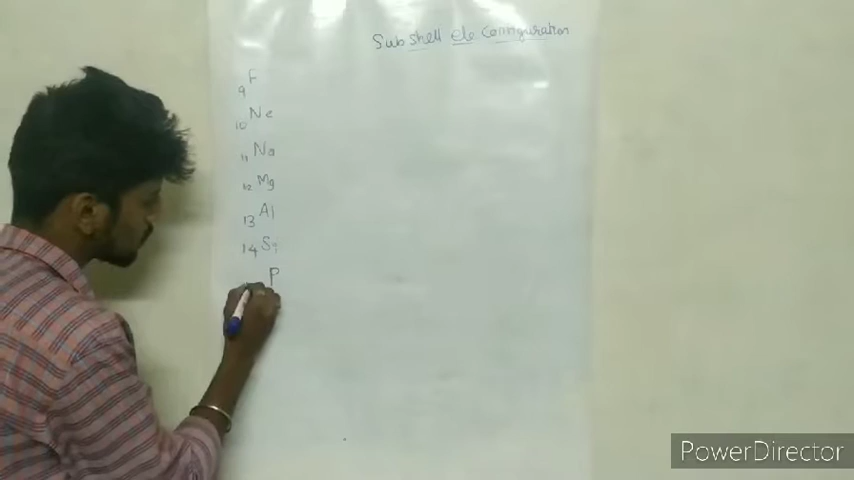 Sub shell ele Configuration
9 F
10 Ne
11 Na
12 Mg
13 Al
14 Si
P
PowerDirector